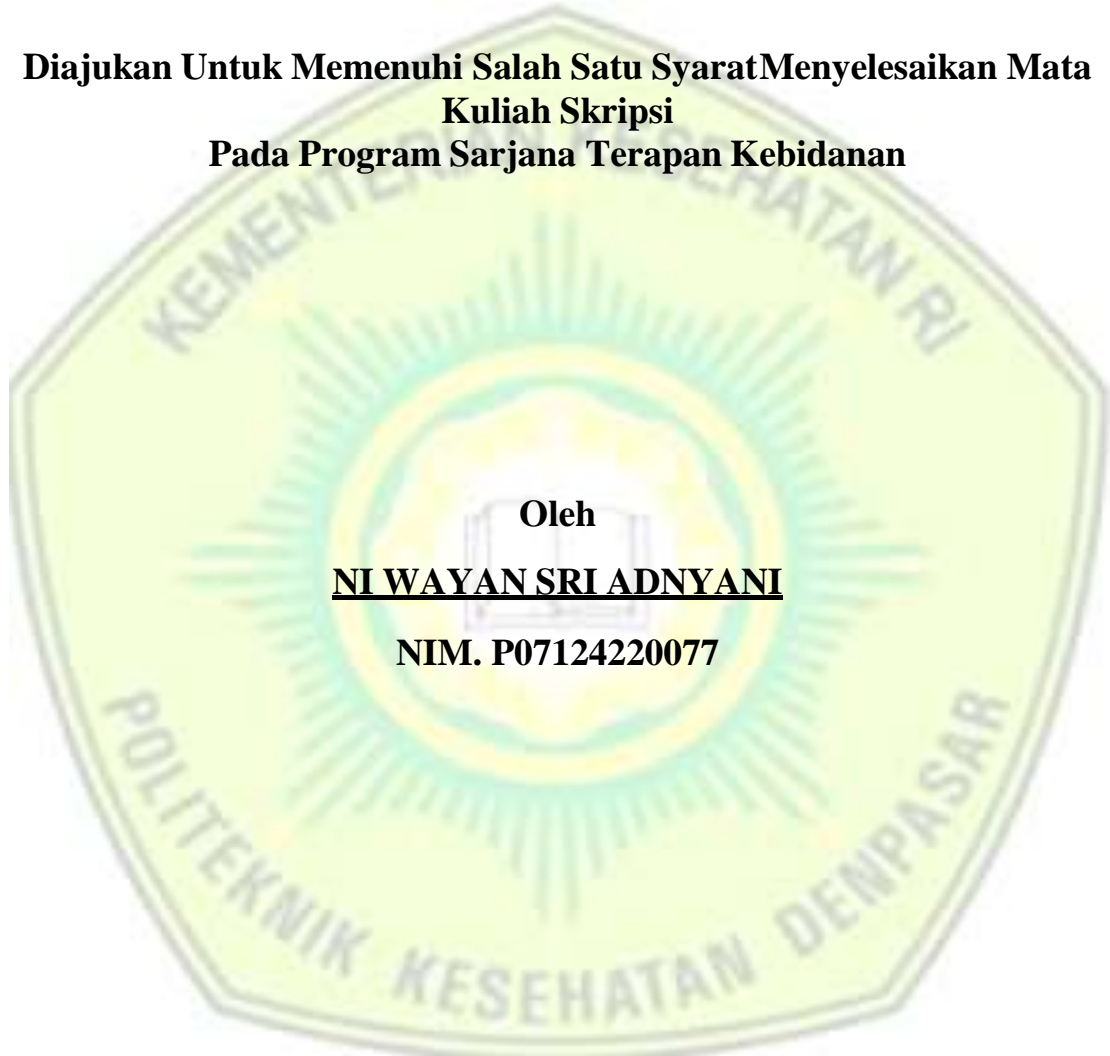 Diajukan Untuk Memenuhi Salah Satu SyaratMenyelesaikan Mata
Kuliah Skripsi
Pada Program Sarjana Terapan Kebidanan
KEMENTERIAN KESEHATAN RI
Oleh
NI WAYAN SRI ADNYANI
NIM. P07124220077
POLITEKNIK KESEHATAN DENPASAR